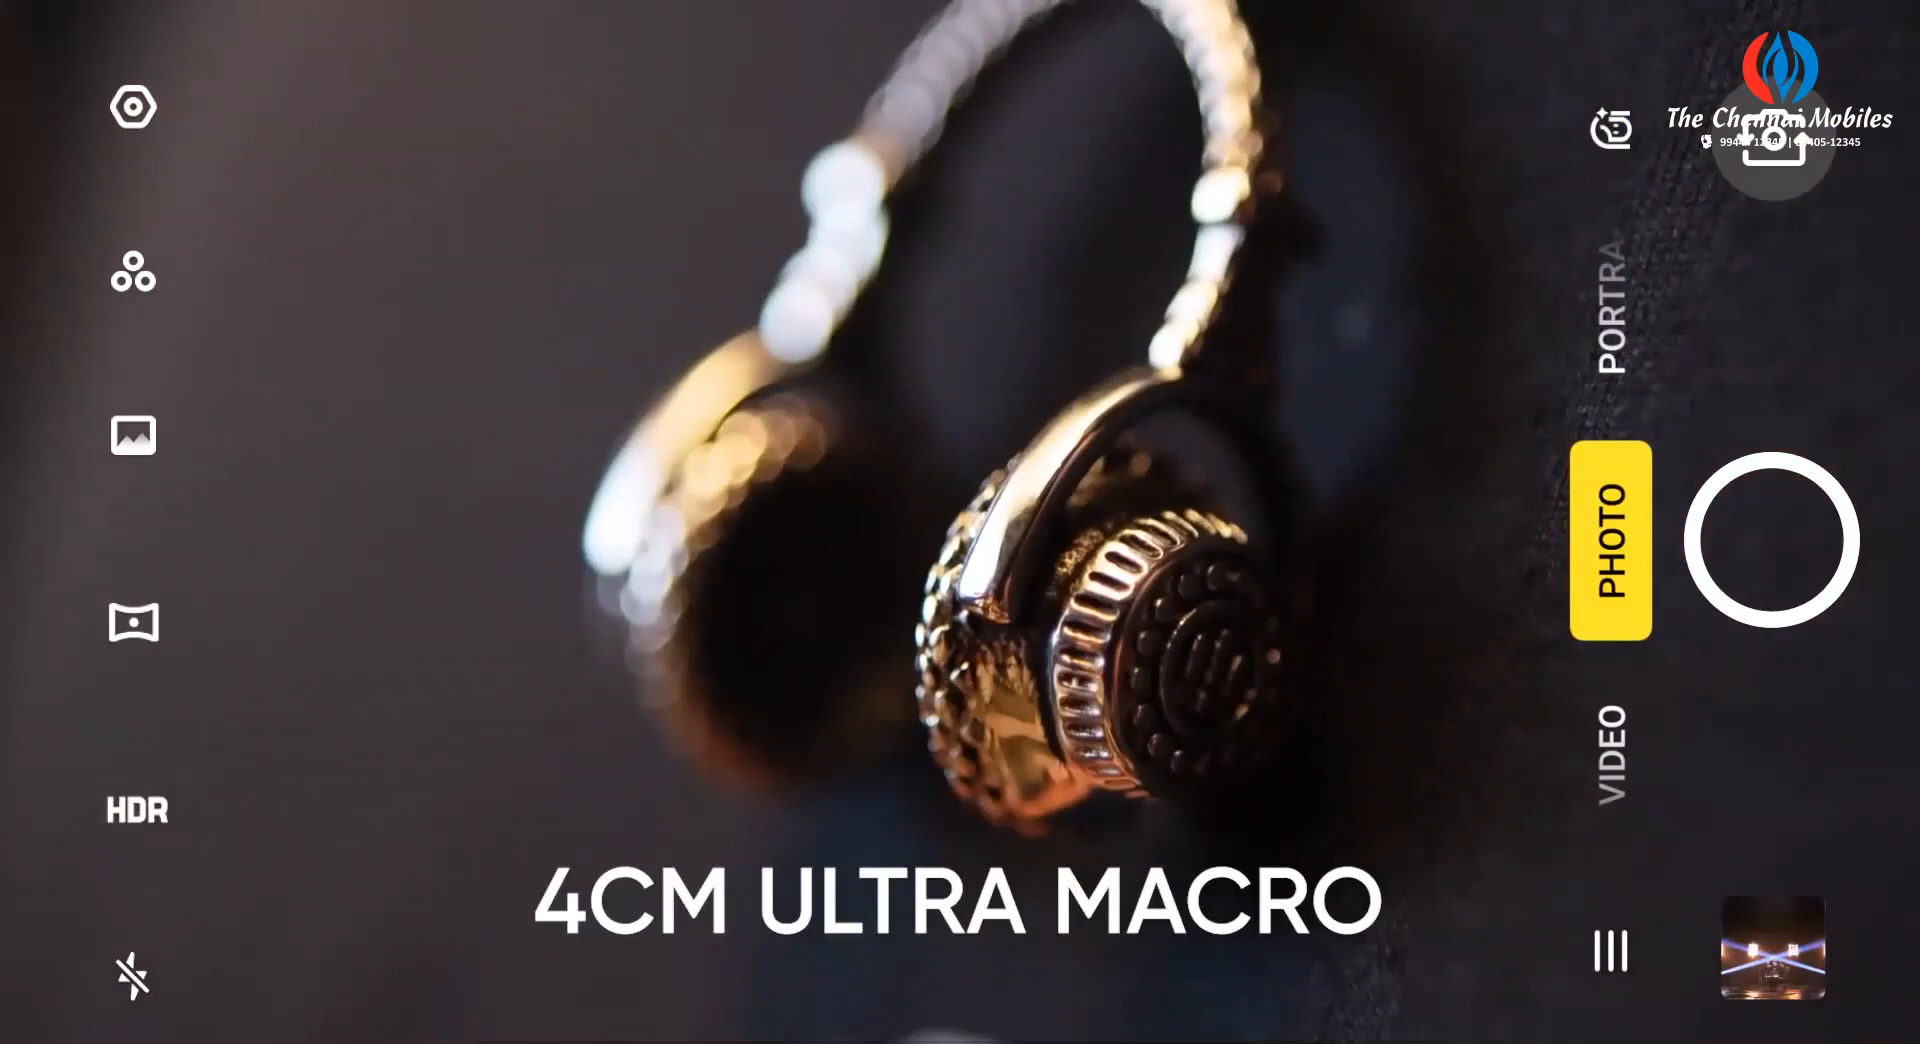 The Chennai Mobiles
PORTRA
PHOTO
VIDEO
HDR
4CM ULTRA MACRO